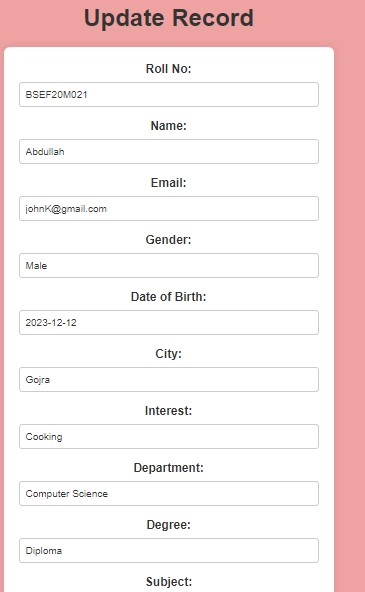 Update Record
Roll No:
BSEF20M021
Name:
Abdullah
Email:
johnK@gmail.com
Gender:
Male
Date of Birth:
2023-12-12
City:
Gojra
Interest:
Cooking
Department:
Computer Science
Degree:
Diploma
Subject: